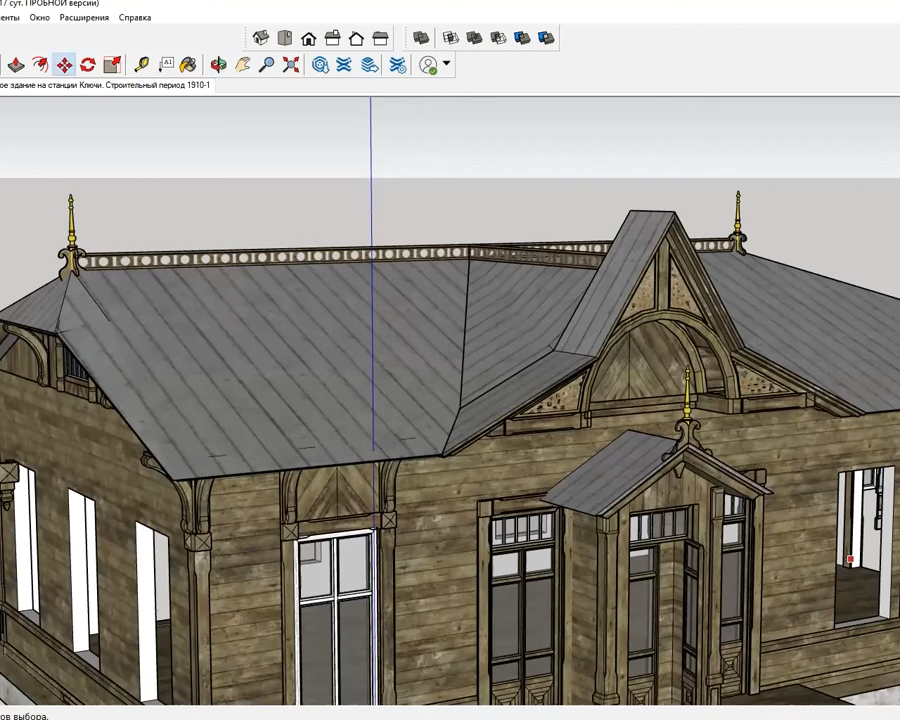 17 сут. ПРОБНОЙ версии)
енты Окно Расширения Справка
A1
ое здание на станции Ключи. Строительный период 1910-1
ов выбора.